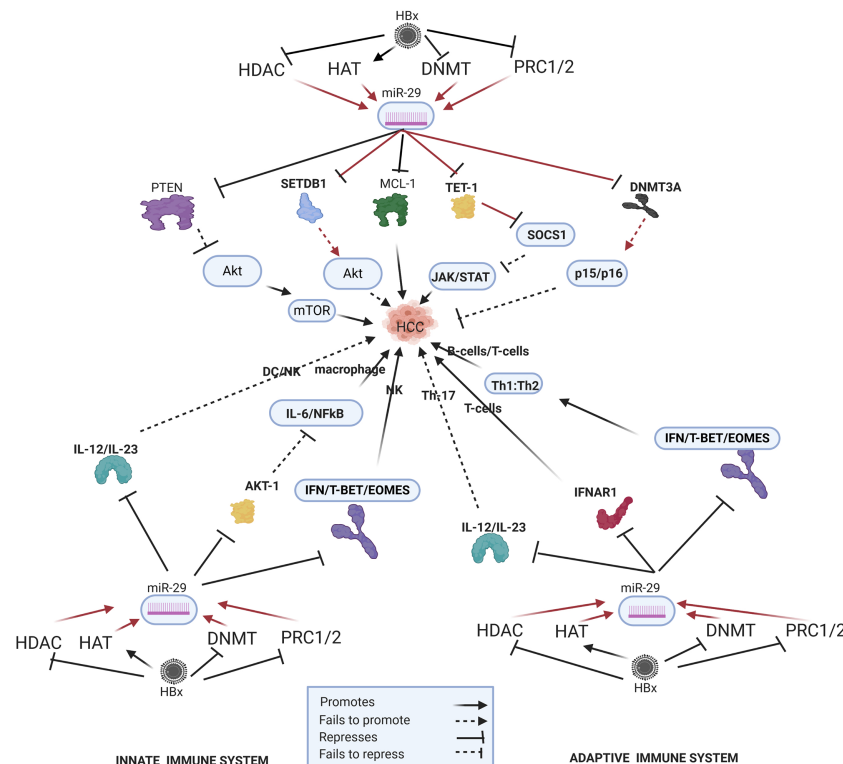 HBx
HDAC HAT DNMT PRC1/2
miR-29
PTEN SETDB1 MCL-1 TET-1 DNMT3A
SOCS1
Akt Akt JAK/STAT p15/p16
mTOR
HCC
B-cells/T-cells
DC/NK macrophage
NK Th-17 Th1:Th2
T-cells
IL-6/NFkB
IFN/T-BET/EOMES
IL-12/IL-23
AKT-1
IFN/T-BET/EOMES
IFNAR1
IL-12/IL-23
miR-29 miR-29
HDAC HAT DNMT PRC1/2
HDAC HAT DNMT PRC1/2
HBx HBx
Promotes
Fails to promote
Represses
Fails to repress
INNATE IMMUNE SYSTEM
ADAPTIVE IMMUNE SYSTEM